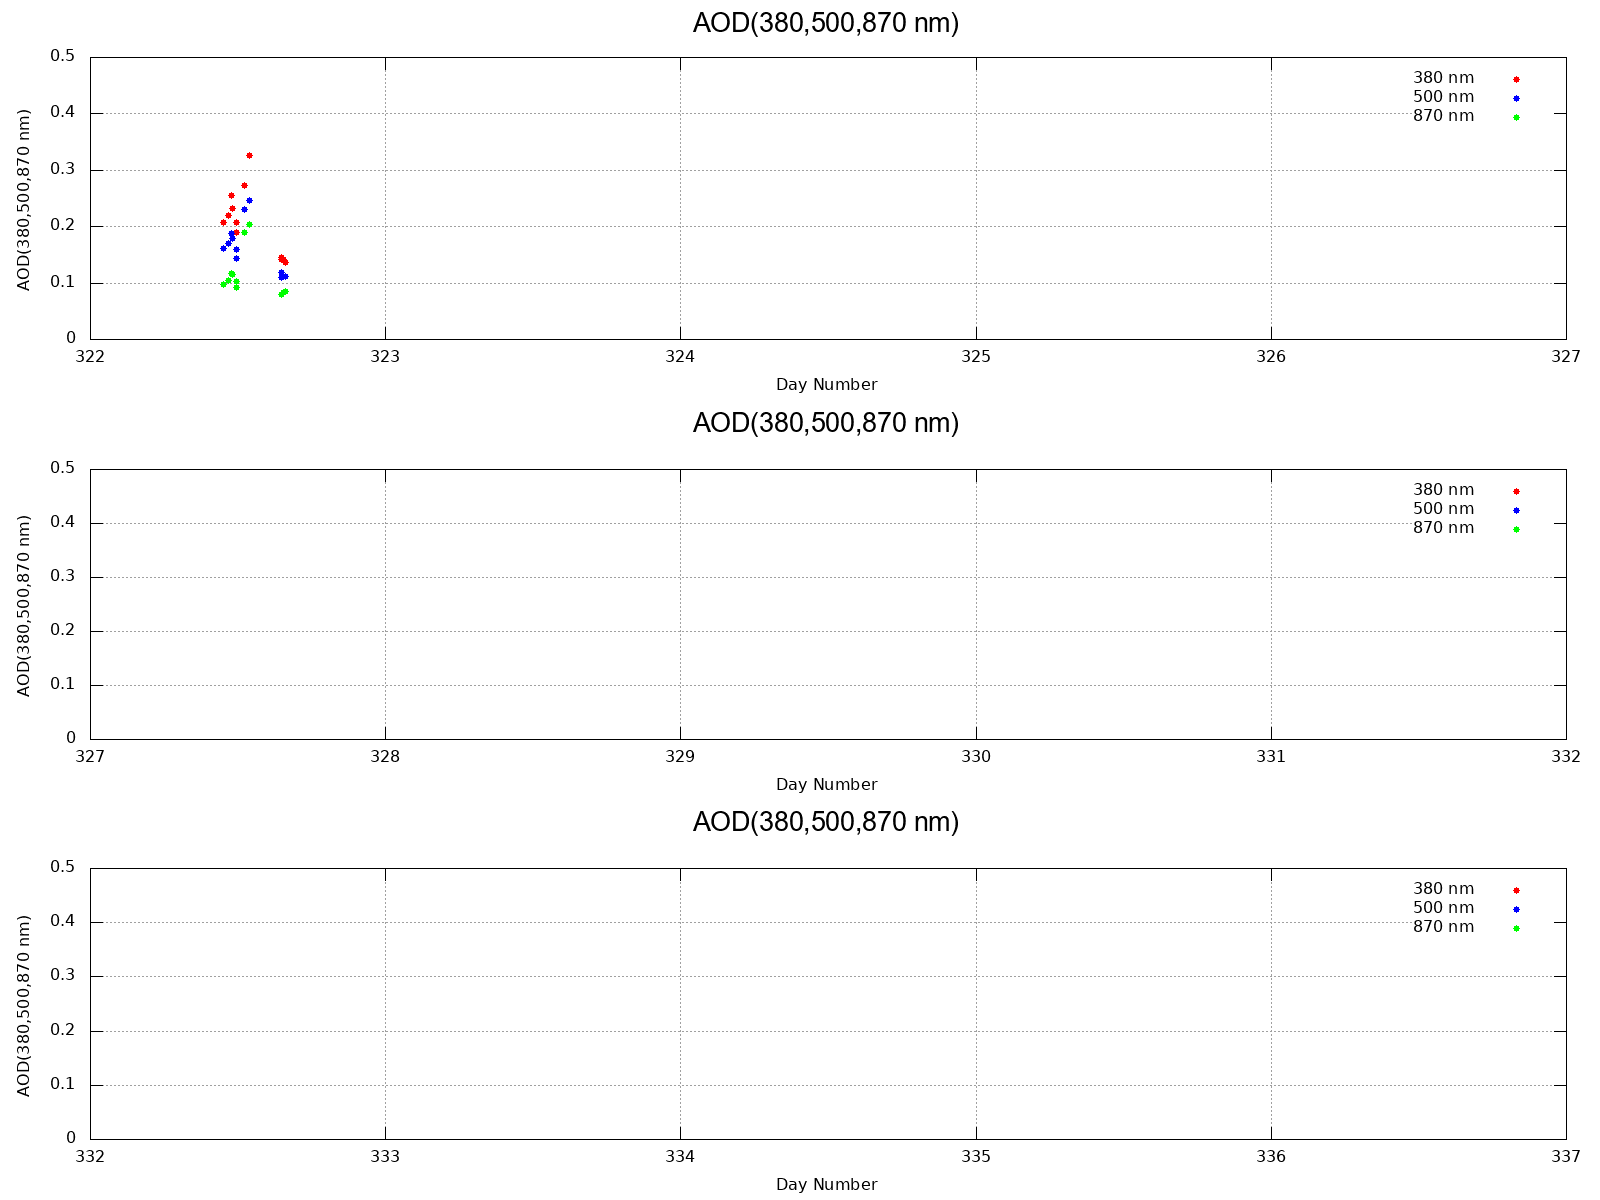 AOD(380,500,870 nm)
0.5
0.4
0.3
0.2
0.1
0
AOD(380,500,870 nm)
380 nm
500 nm
870 nm
322 323 324 325 326 327
Day Number
AOD(380,500,870 nm)
0.5
0.4
0.3
0.2
0.1
0
AOD(380,500,870 nm)
380 nm
500 nm
870 nm
327 328 329 330 331 332
Day Number
AOD(380,500,870 nm)
0.5
0.4
0.3
0.2
0.1
0
AOD(380,500,870 nm)
380 nm
500 nm
870 nm
332 333 334 335 336 337
Day Number